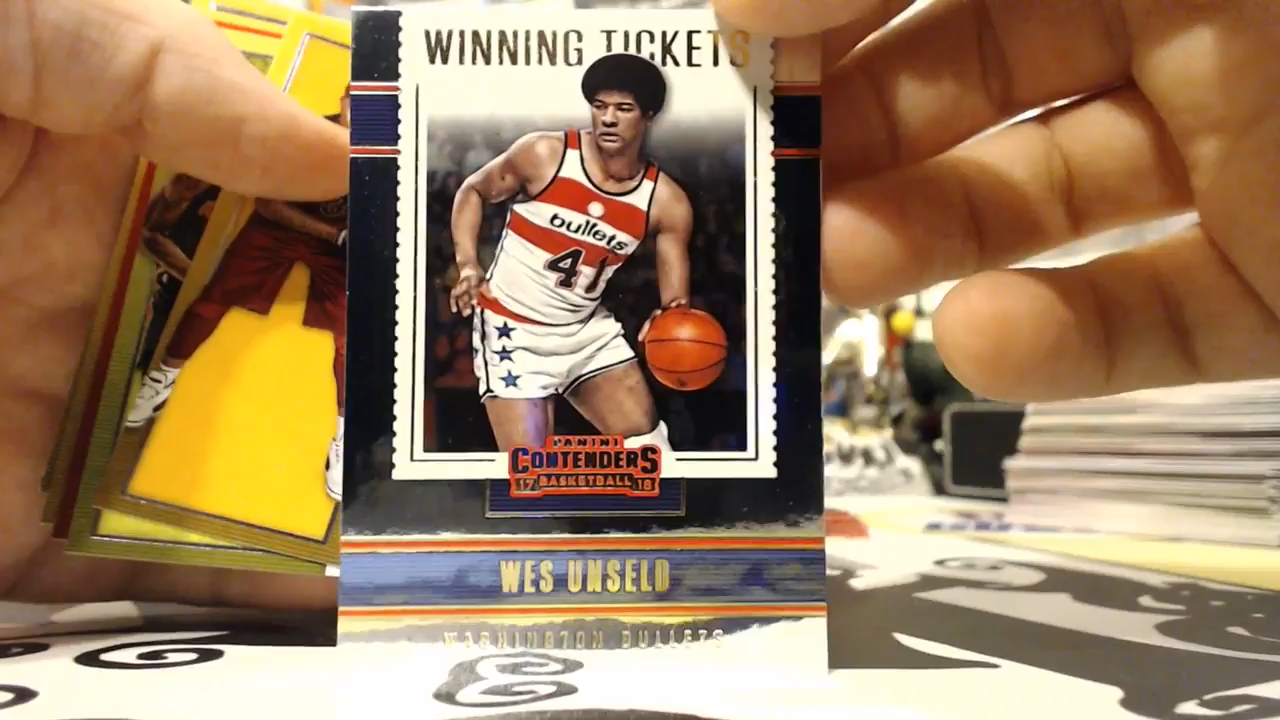 WINNING TICKETS
bullets
41
PANINI
CONTENDERS
17 BASKETBALL 18
WES UNSELD
WASHINGTON BULLETS